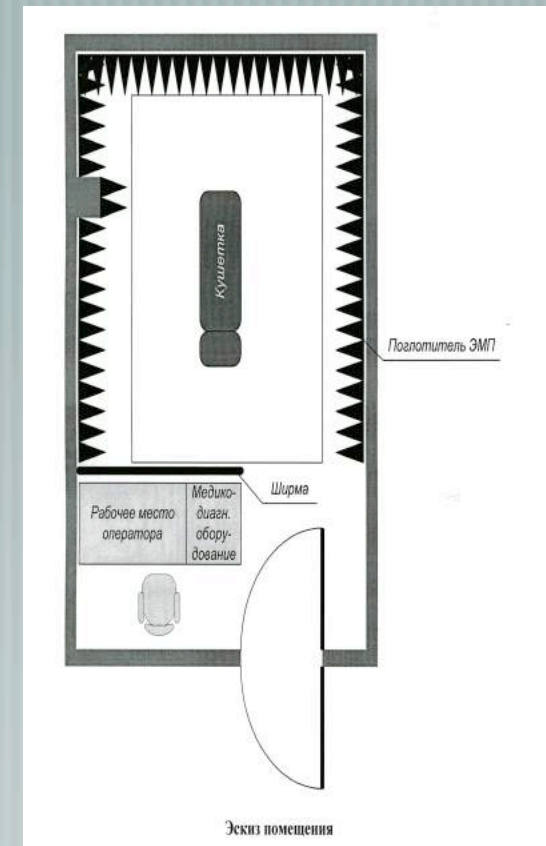 Кушетка
Поглотитель ЭМП
Ширма
Рабочее место
оператора
Медико-
диагн.
обору-
дование
Эскиз помещения